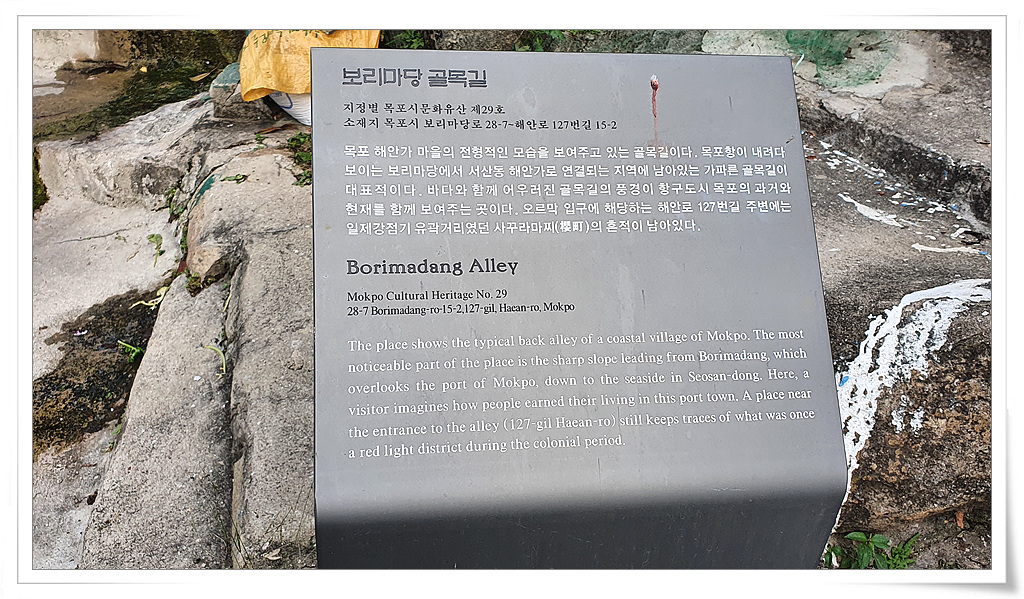 보리마당 골목길
지정번 목포시문화유산 제29호
소재지 목포시 보리마당로 28-7~해안로 127번길 15-2
목포 해안가 마을의 전형적인 모습을 보여주고 있는 골목길이다. 목포항이 내려다
보이는 보리마당에서 서산동 해안가로 연결되는 지역에 남아있는 가파른 골목길이
대표적이다. 바다와 함께 어우러진 골목길의 풍경이 항구도시 목포의 과거와
현재를 함께 보여주는 곳이다. 오르막 입구에 해당하는 해안로 127번길 주변에는
일제강점기 유곽거리였던 사꾸라마찌(櫻町)의 흔적이 남아있다.
Borimadang Alley
Mokpo Cultural Heritage No. 29
28-7 Borimadang-ro-15-2,127-gil, Haean-ro, Mokpo
The place shows the typical back alley of a coastal village of Mokpo. The most
noticeable part of the place is the sharp slope leading from Borimadang, which
overlooks the port of Mokpo, down to the seaside in Seosan-dong. Here, a
visitor imagines how people earned their living in this port town. A place near
the entrance to the alley (127-gil Haean-ro) still keeps traces of what was once
a red light district during the colonial period.